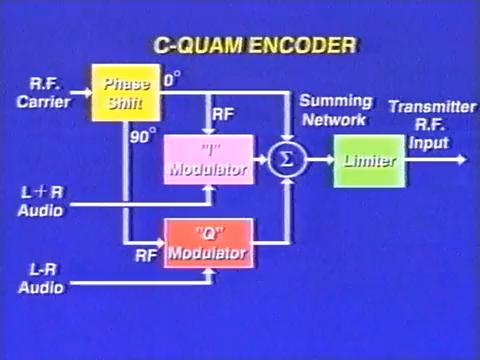 C-QUAM ENCODER
R.F.
Carrier
Phase
Shift
0°
90°
RF
Summing
Network
Transmitter
R.F.
Input
"I"
Modulator
Σ
Limiter
L+R
Audio
"Q"
Modulator
RF
L-R
Audio